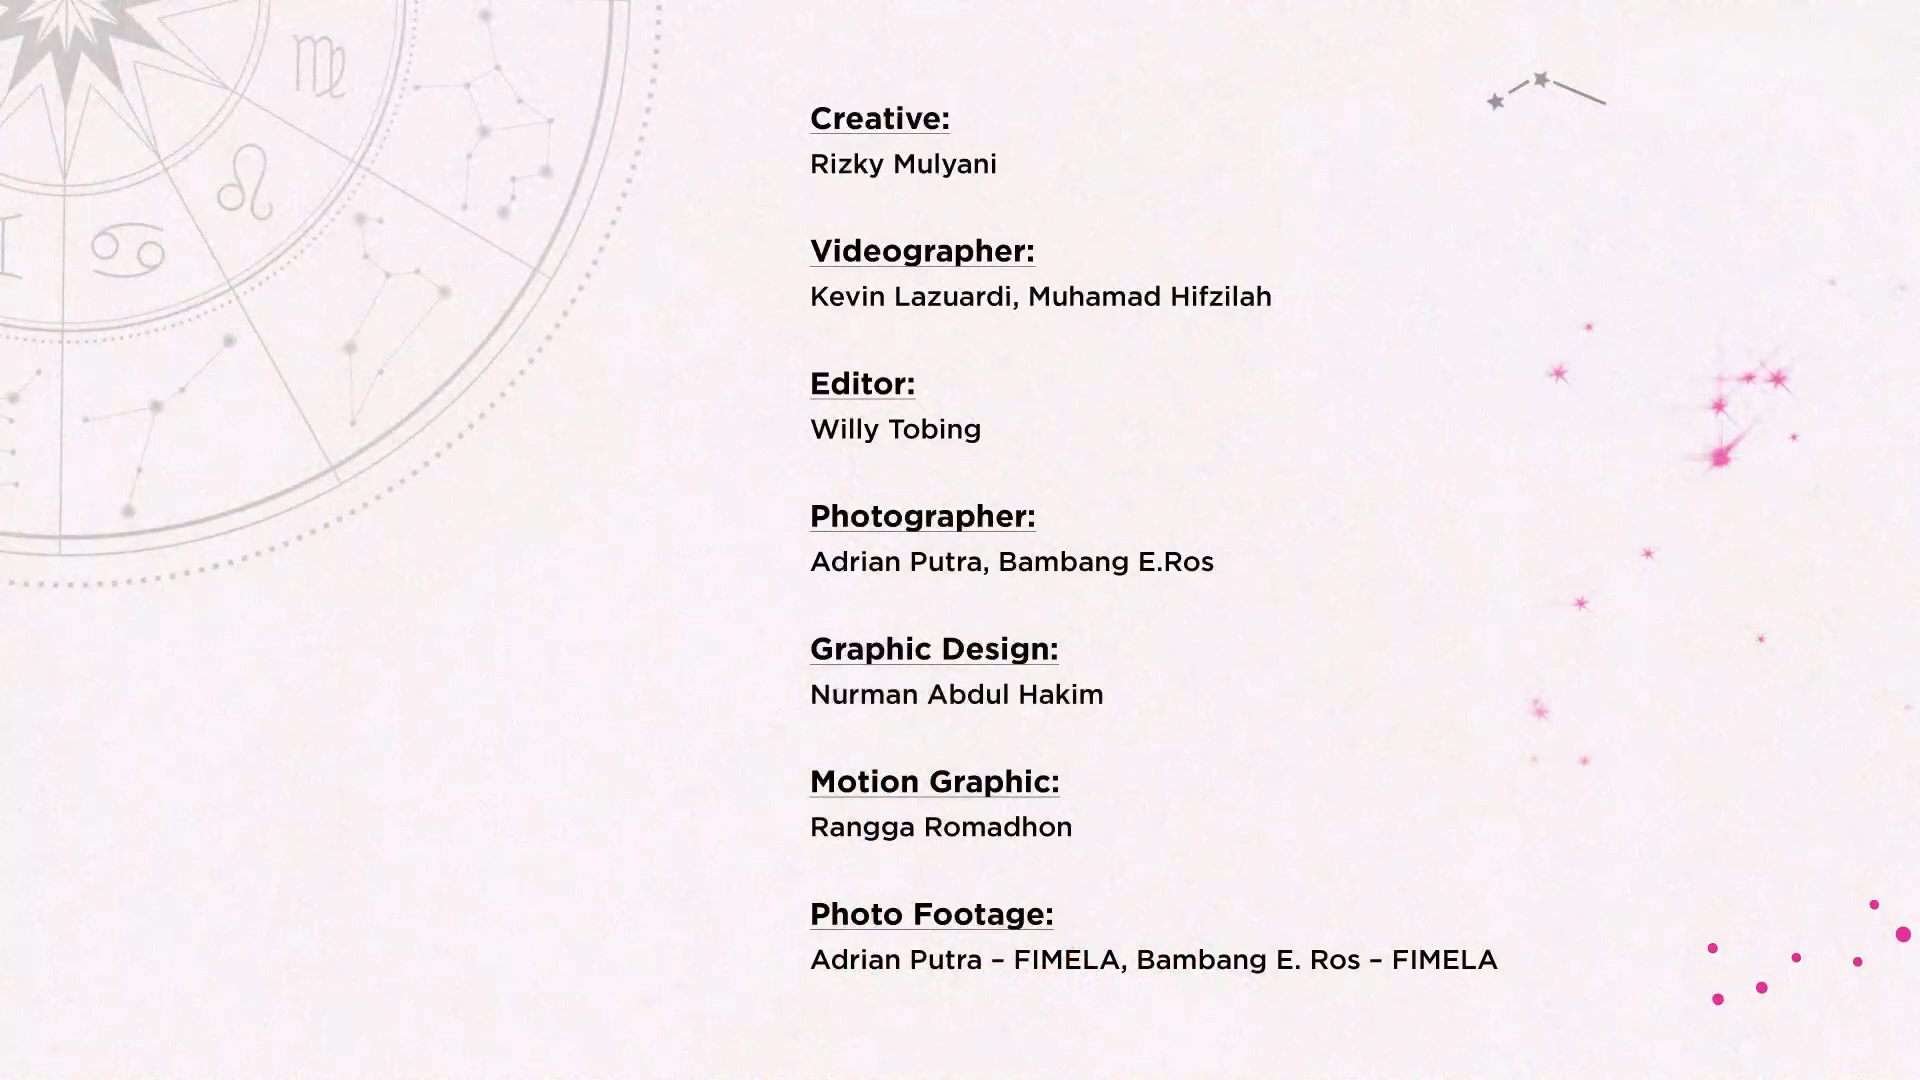 Creative:
Rizky Mulyani
Videographer:
Kevin Lazuardi, Muhamad Hifzilah
Editor:
Willy Tobing
Photographer:
Adrian Putra, Bambang E.Ros
Graphic Design:
Nurman Abdul Hakim
Motion Graphic:
Rangga Romadhon
Photo Footage:
Adrian Putra – FIMELA, Bambang E. Ros – FIMELA